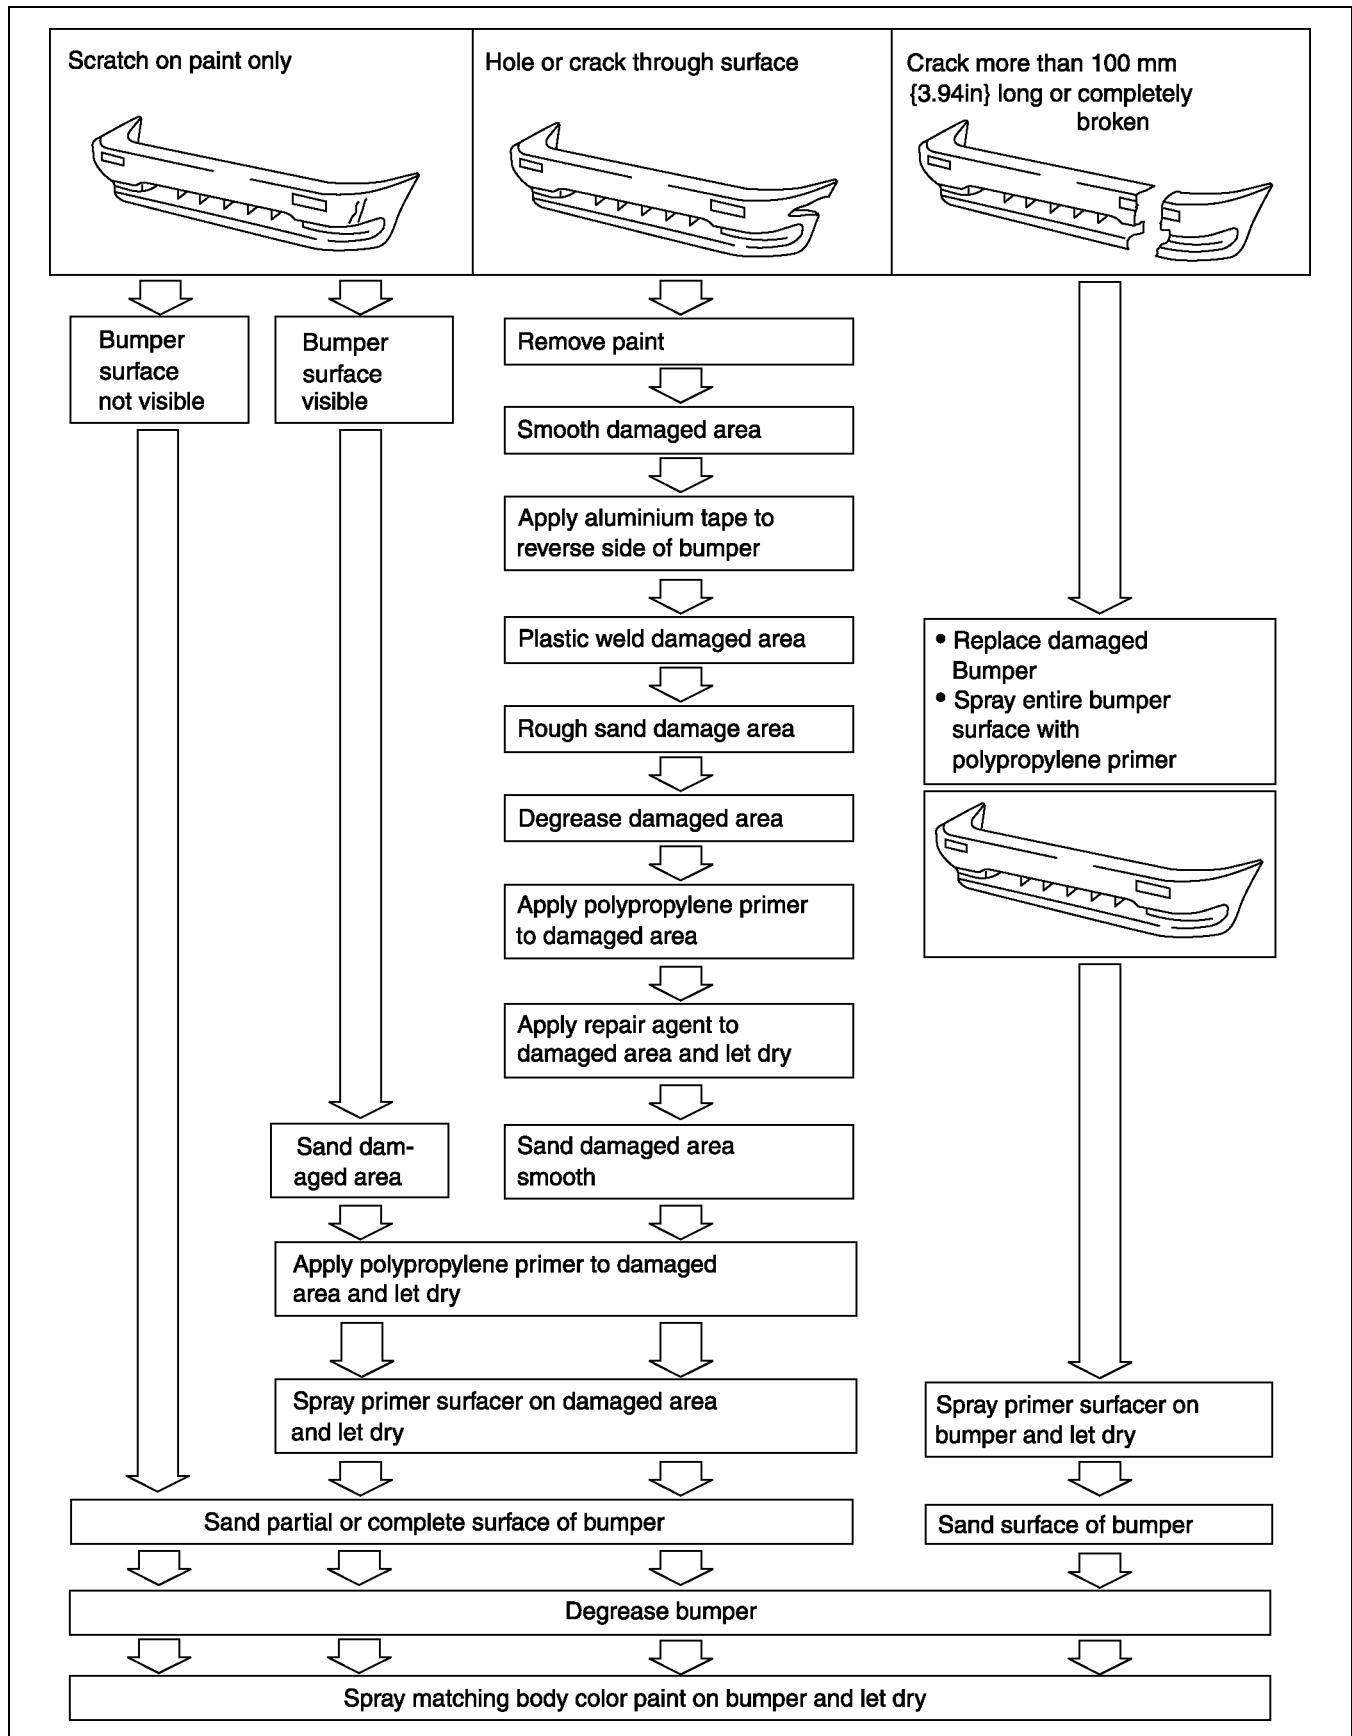 Scratch on paint only
Hole or crack through surface
Crack more than 100 mm
{3.94in} long or completely
broken
Bumper
surface
not visible
Bumper
surface
visible
Remove paint
Smooth damaged area
Apply aluminium tape to
reverse side of bumper
Plastic weld damaged area
Rough sand damage area
Degrease damaged area
Apply polypropylene primer
to damaged area
Apply repair agent to
damaged area and let dry
Sand dam-
aged area
Sand damaged area
smooth
Apply polypropylene primer to damaged
area and let dry
Spray primer surfacer on damaged area
and let dry
• Replace damaged
Bumper
• Spray entire bumper
surface with
polypropylene primer
Spray primer surfacer on
bumper and let dry
Sand partial or complete surface of bumper
Sand surface of bumper
Degrease bumper
Spray matching body color paint on bumper and let dry